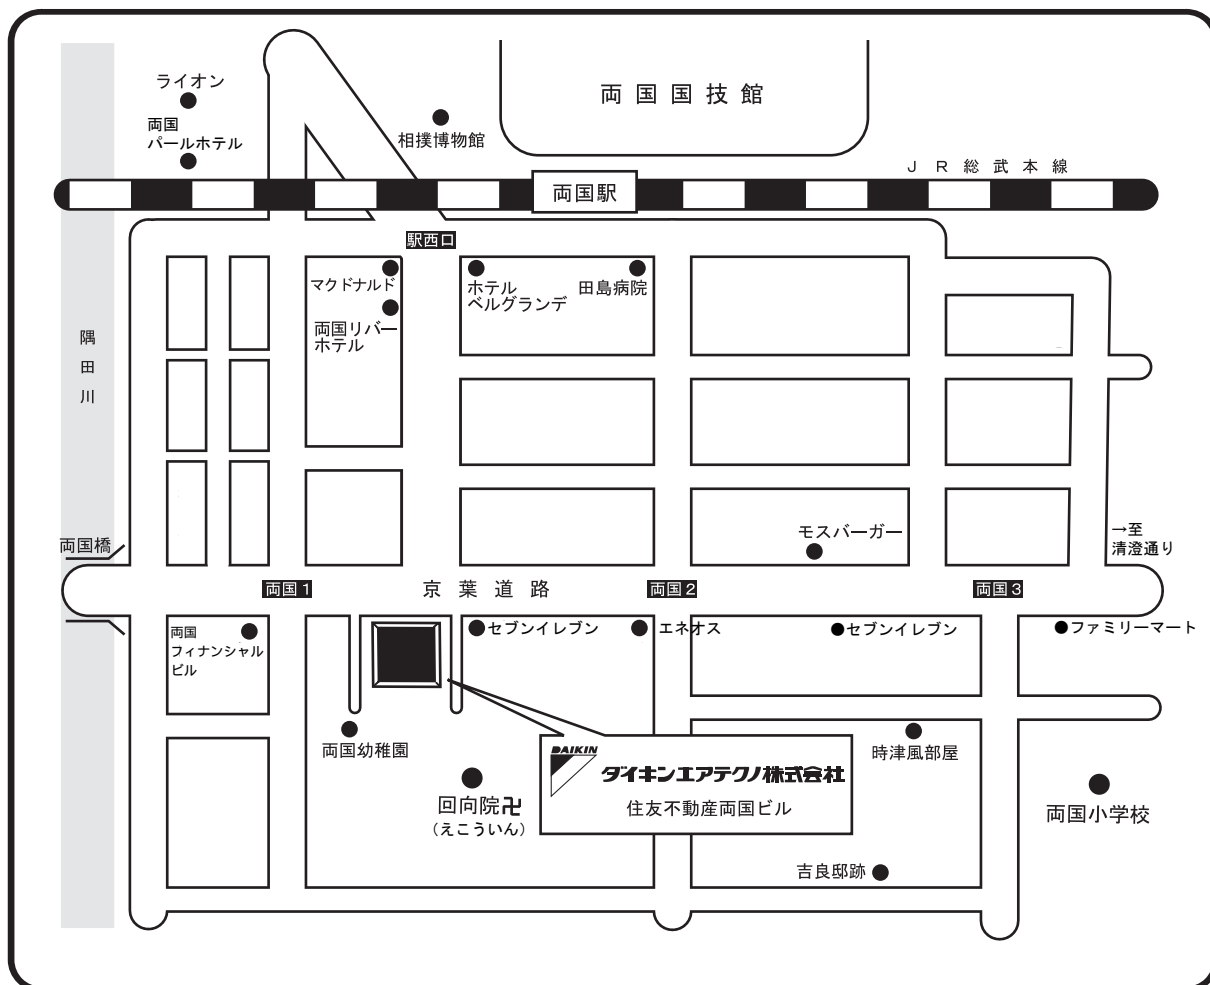 ライオン
両国
パールホテル
相撲博物館
両国国技館
JR総武本線
両国駅
駅西口
マクドナルド
両国リバー
ホテル
ホテル
ベルグランデ
田島病院
隅田川
モスバーガー
両国橋
→至
清澄通り
両国1
京葉道路
両国2
両国3
両国
フィナンシャル
ビル
セブンイレブン
エネオス
セブンイレブン
ファミリーマート
両国幼稚園
回向院卍
(えこういん)
DAIKIN
ダイキンエアテクノ株式会社
住友不動産両国ビル
時津風部屋
両国小学校
吉良邸跡